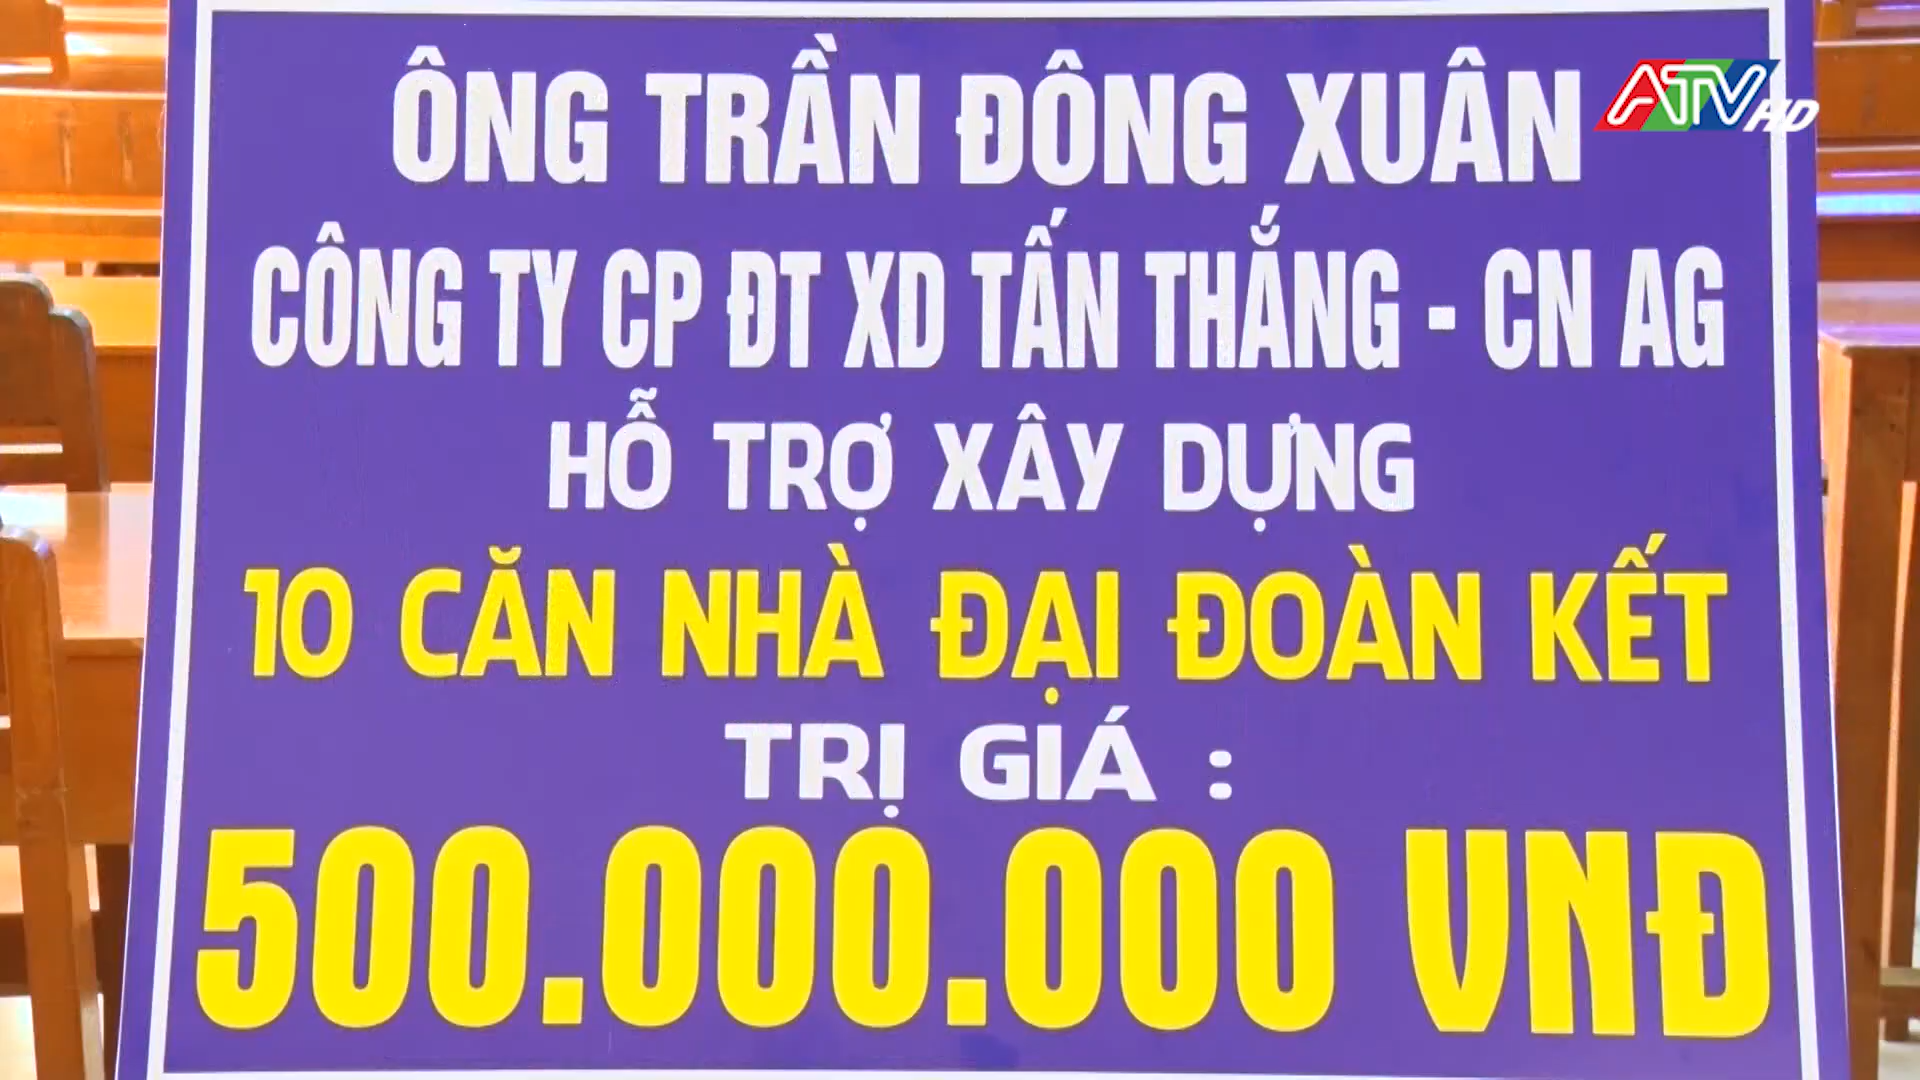 ÔNG TRẦN ĐÔNG XUÂN
ATV HD
CÔNG TY CP ĐT XD TẤN THẮNG - CN AG
HỖ TRỢ XÂY DỰNG
10 CĂN NHÀ ĐẠI ĐOÀN KẾT
TRỊ GIÁ :
500.000.000 VNĐ